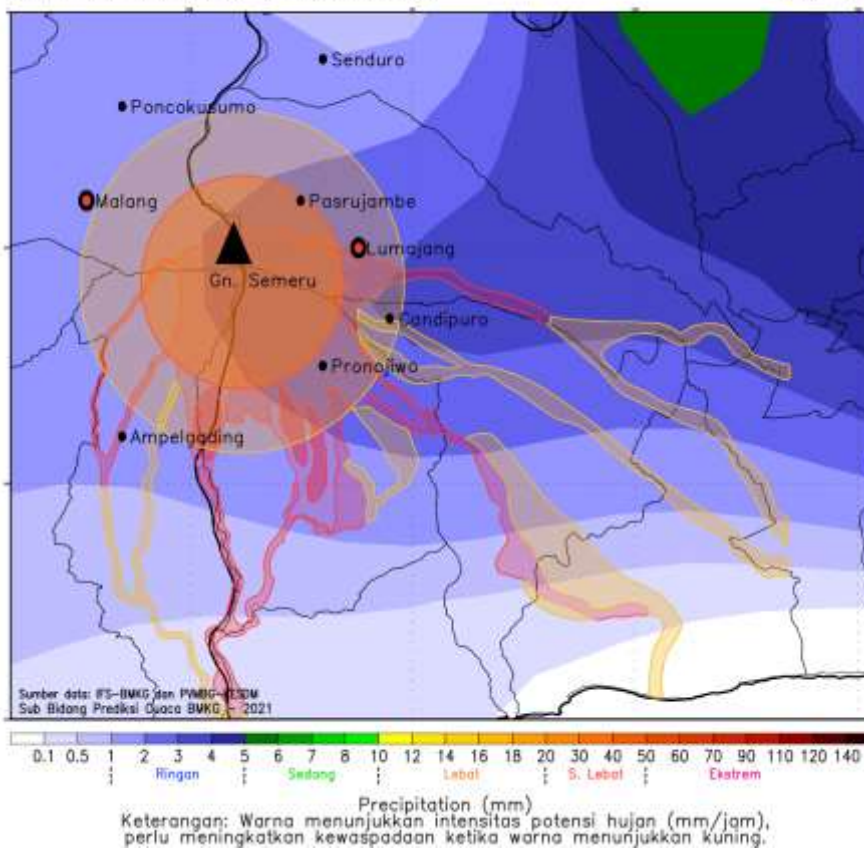 Senduro
Poncokusumo
Malang
Pasrujambe
Lumajang
Gn. Semeru
Candipuro
Pronojiwo
Ampelgading
Sumber data: IFS-BMKG dan PVMBG-KESDM
Sub Bidang Prediksi Cuaca BMKG - 2021
0.1 0.5 1 2 3 4 5 6 7 8 10 12 14 16 18 20 30 40 50 60 70 90 110 120 140
Ringan Sedang Lebat S. Lebat Ekstrem
Precipitation (mm)
Keterangan: Warna menunjukkan intensitas potensi hujan (mm/jam),
perlu meningkatkan kewaspadaan ketika warna menunjukkan kuning.